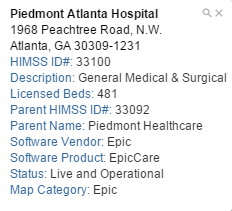 Piedmont Atlanta Hospital
1968 Peachtree Road, N.W.
Atlanta, GA 30309-1231
HIMSS ID#: 33100
Description: General Medical & Surgical
Licensed Beds: 481
Parent HIMSS ID#: 33092
Parent Name: Piedmont Healthcare
Software Vendor: Epic
Software Product: EpicCare
Status: Live and Operational
Map Category: Epic